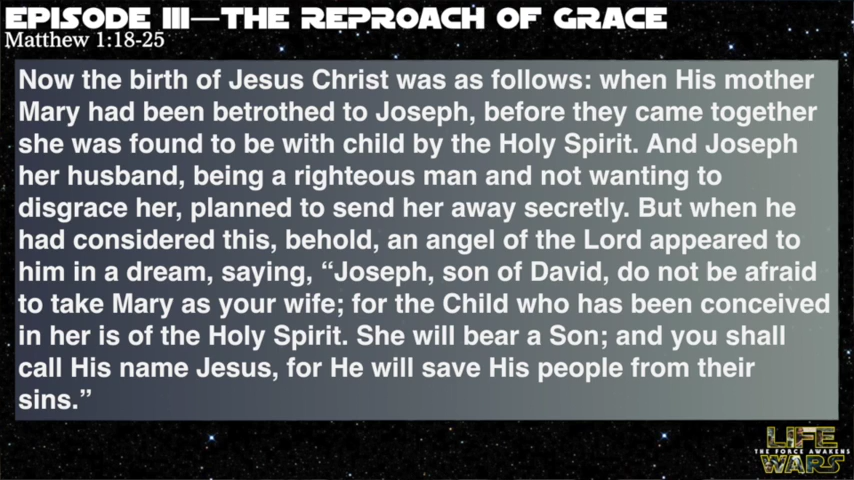 EPISODE III—THE REPROACH OF GRACE
Matthew 1:18-25
Now the birth of Jesus Christ was as follows: when His mother
Mary had been betrothed to Joseph, before they came together
she was found to be with child by the Holy Spirit. And Joseph
her husband, being a righteous man and not wanting to
disgrace her, planned to send her away secretly. But when he
had considered this, behold, an angel of the Lord appeared to
him in a dream, saying, “Joseph, son of David, do not be afraid
to take Mary as your wife; for the Child who has been conceived
in her is of the Holy Spirit. She will bear a Son; and you shall
call His name Jesus, for He will save His people from their
sins.”
LIFE
THE FORCE AWAKENS
WARS